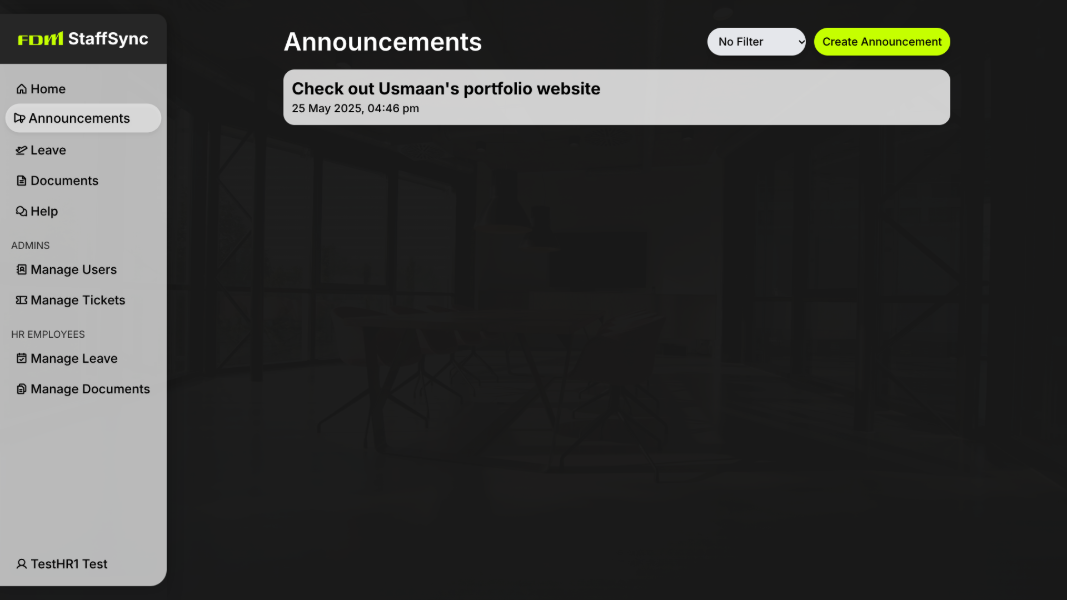 FDM StaffSync
Home
Announcements
Leave
Documents
Help
ADMINS
Manage Users
Manage Tickets
HR EMPLOYEES
Manage Leave
Manage Documents
TestHR1 Test
Announcements
No Filter
Create Announcement
Check out Usmaan's portfolio website
25 May 2025, 04:46 pm